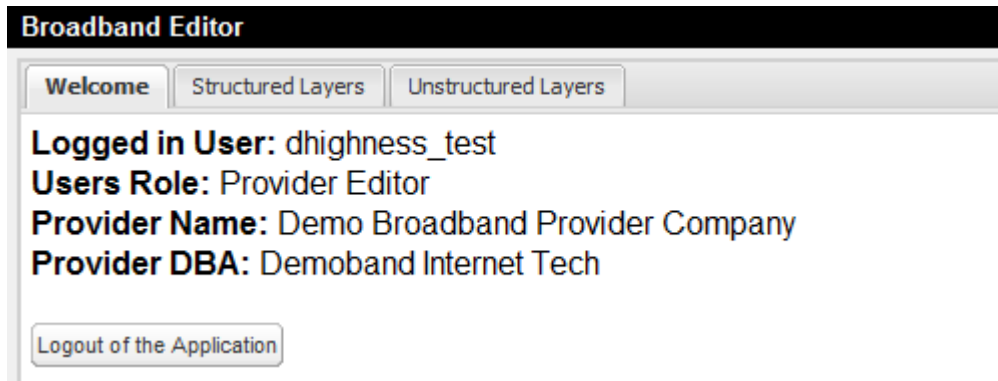 Broadband Editor
Welcome Structured Layers Unstructured Layers
Logged in User: dhighness_test
Users Role: Provider Editor
Provider Name: Demo Broadband Provider Company
Provider DBA: Demoband Internet Tech
Logout of the Application